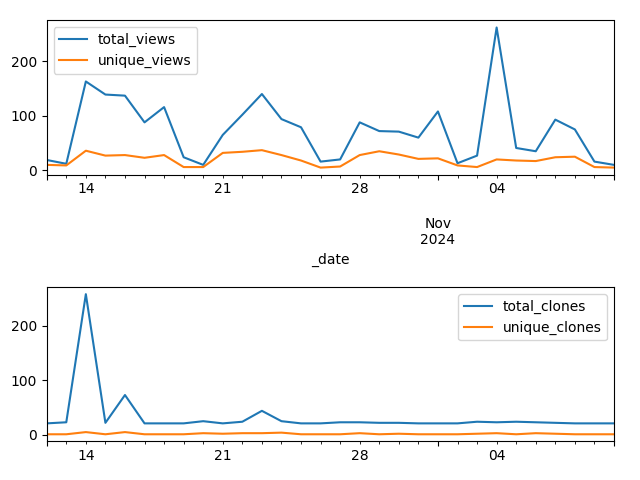 total_views
unique_views
200
100
0
14 21 28 04
Nov
2024
_date
total_clones
unique_clones
200
100
0
14 21 28 04